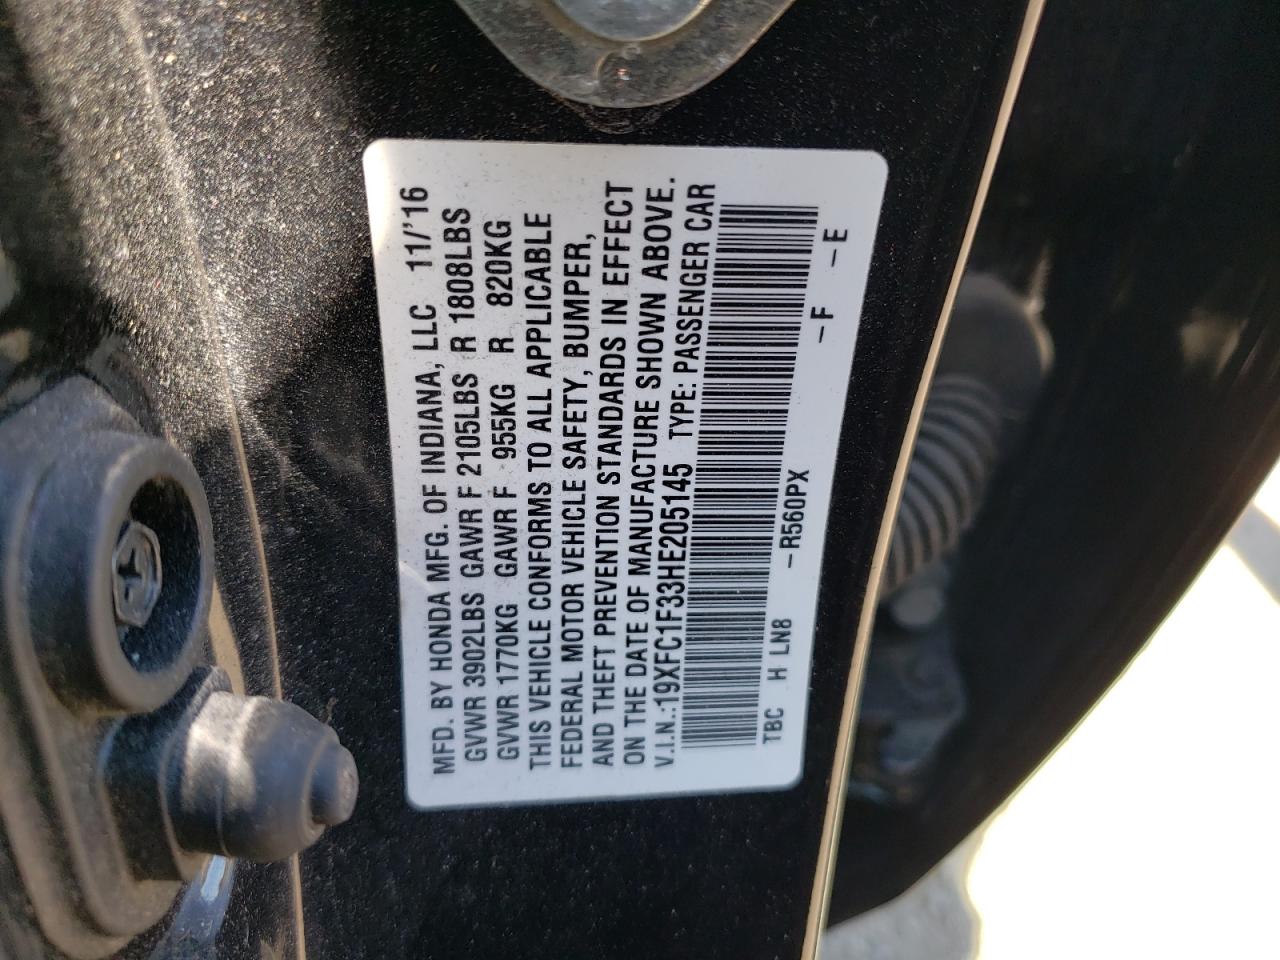 MFD. BY HONDA MFG. OF INDIANA, LLC 11/'16
GVWR 3902LBS GAWR F 2105LBS R 1808LBS
GVWR 1770KG GAWR F 955KG R 820KG
THIS VEHICLE CONFORMS TO ALL APPLICABLE
FEDERAL MOTOR VEHICLE SAFETY, BUMPER,
AND THEFT PREVENTION STANDARDS IN EFFECT
ON THE DATE OF MANUFACTURE SHOWN ABOVE.
V.I.N.:19XFC1F33HE205145 TYPE: PASSENGER CAR
TBC H LN8 –R560PX –F –E